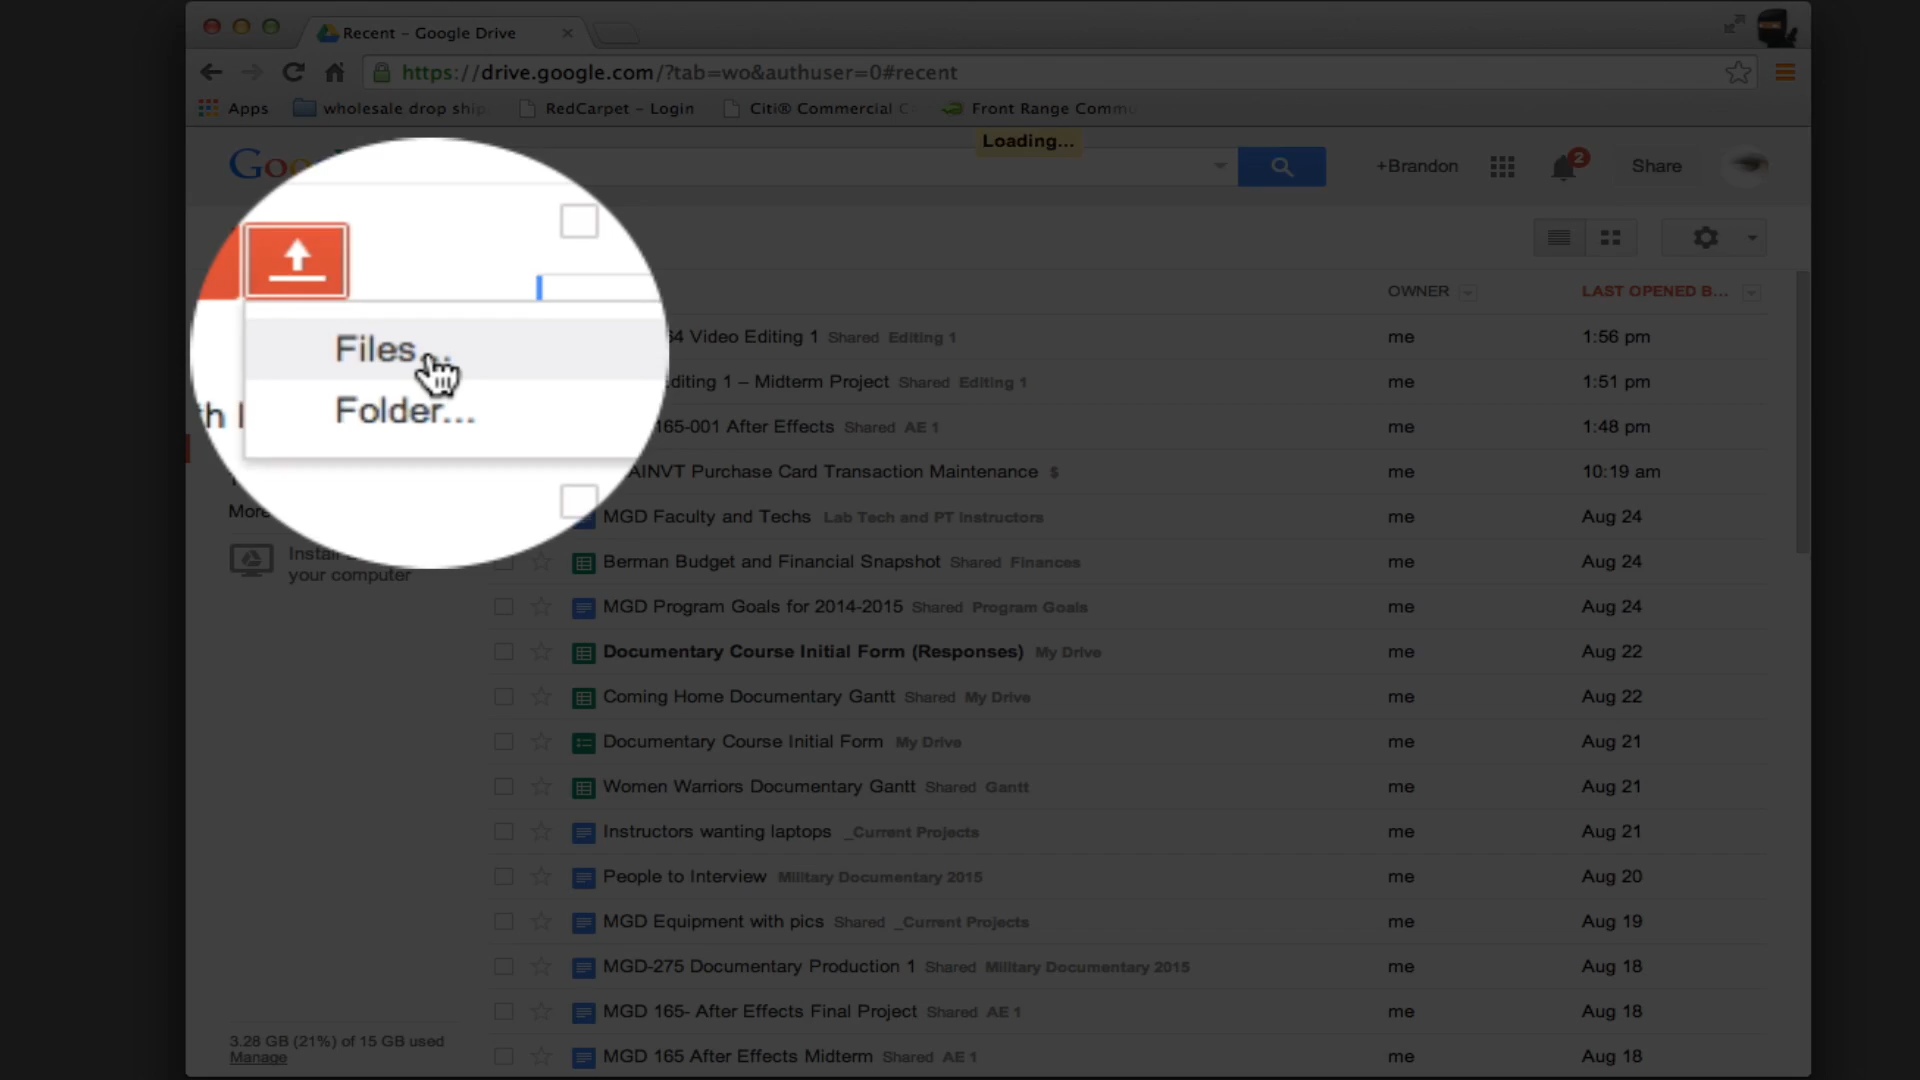 Recent – Google Drive
https://drive.google.com/?tab=wo&authuser=0#recent
Apps wholesale drop ship RedCarpet – Login Citi® Commercial C Front Range Commu
Loading...
Goo
+Brandon 2 Share
Files...
Folder...
th I
More
Install
your computer
OWNER LAST OPENED B...
64 Video Editing 1 Shared Editing 1 me 1:56 pm
diting 1 – Midterm Project Shared Editing 1 me 1:51 pm
165-001 After Effects Shared AE 1 me 1:48 pm
AINVT Purchase Card Transaction Maintenance $ me 10:19 am
MGD Faculty and Techs Lab Tech and PT Instructors me Aug 24
Berman Budget and Financial Snapshot Shared Finances me Aug 24
MGD Program Goals for 2014-2015 Shared Program Goals me Aug 24
Documentary Course Initial Form (Responses) My Drive me Aug 22
Coming Home Documentary Gantt Shared My Drive me Aug 22
Documentary Course Initial Form My Drive me Aug 21
Women Warriors Documentary Gantt Shared Gantt me Aug 21
Instructors wanting laptops _Current Projects me Aug 21
People to Interview Military Documentary 2015 me Aug 20
MGD Equipment with pics Shared _Current Projects me Aug 19
MGD-275 Documentary Production 1 Shared Military Documentary 2015 me Aug 18
MGD 165- After Effects Final Project Shared AE 1 me Aug 18
MGD 165 After Effects Midterm Shared AE 1 me Aug 18
3.28 GB (21%) of 15 GB used
Manage